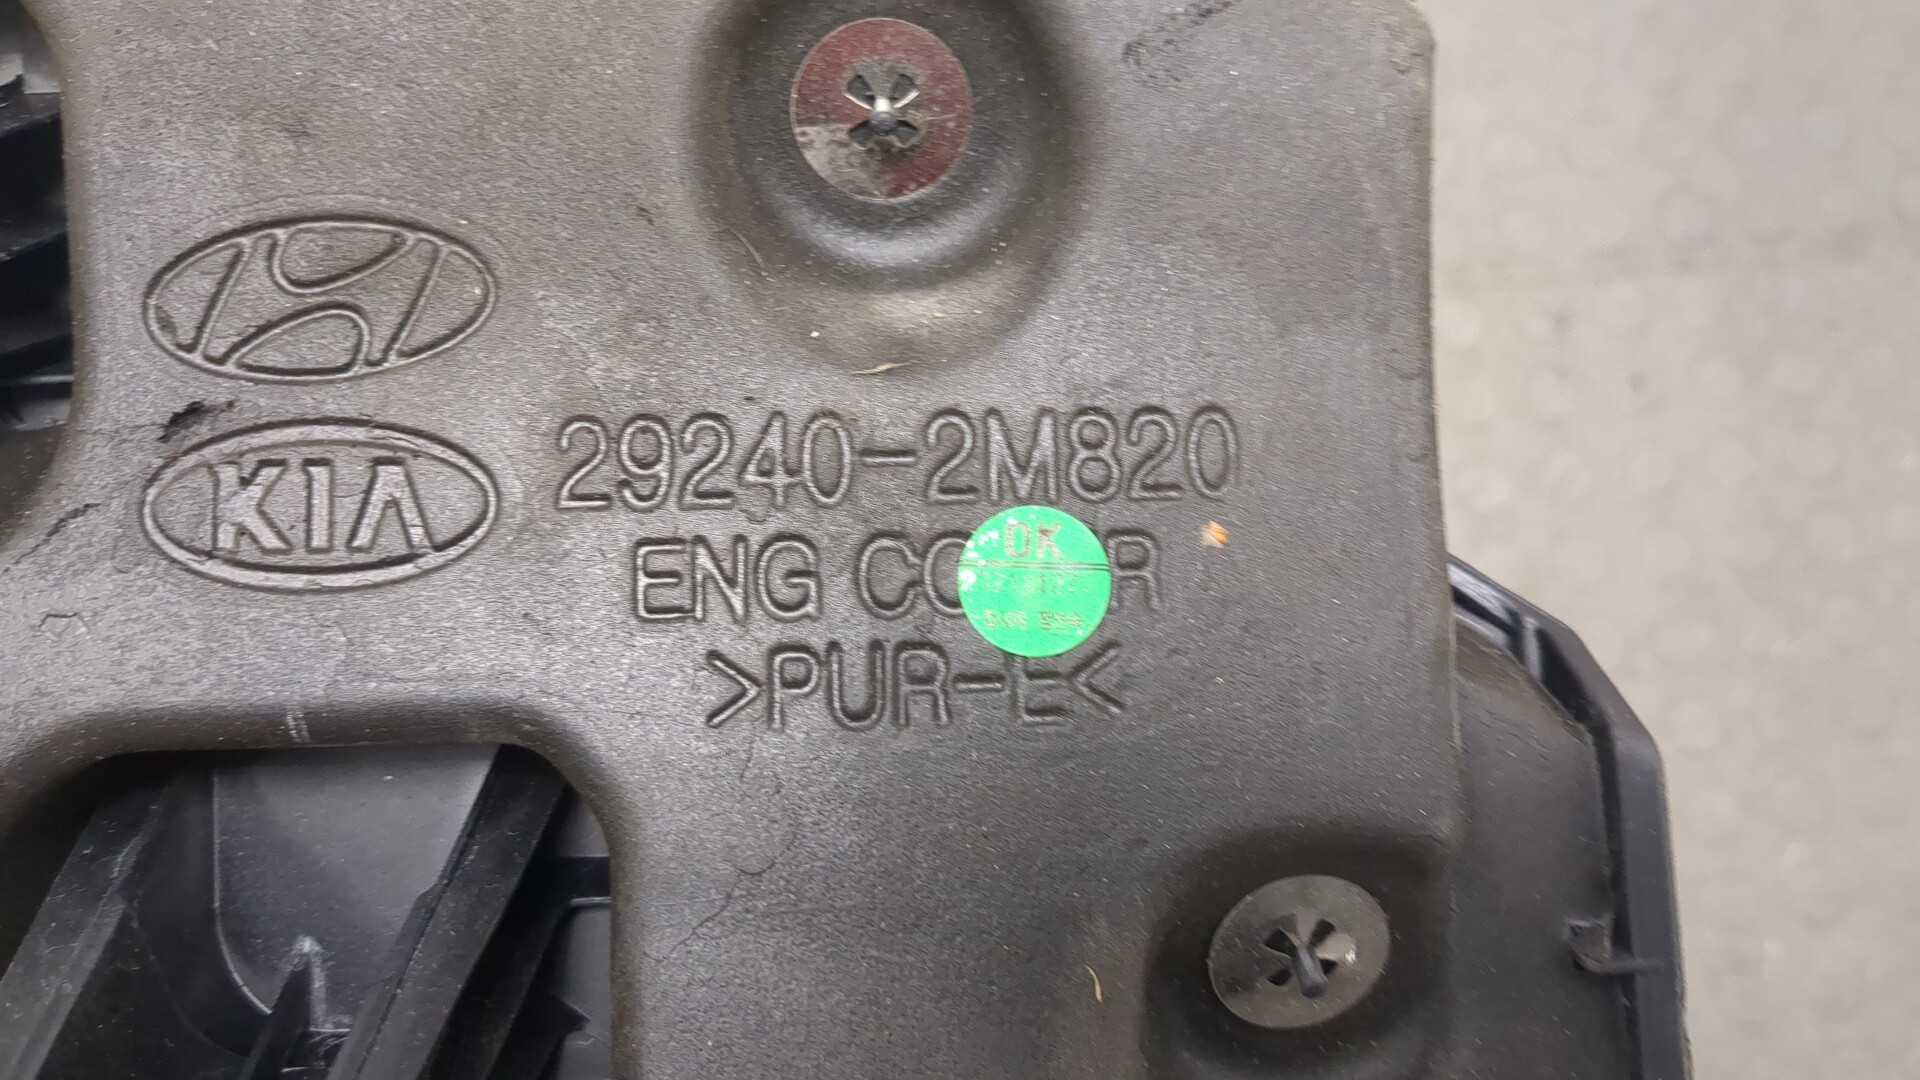 KIA
29240-2M820
ENG CO R
>PUR-E<
OK